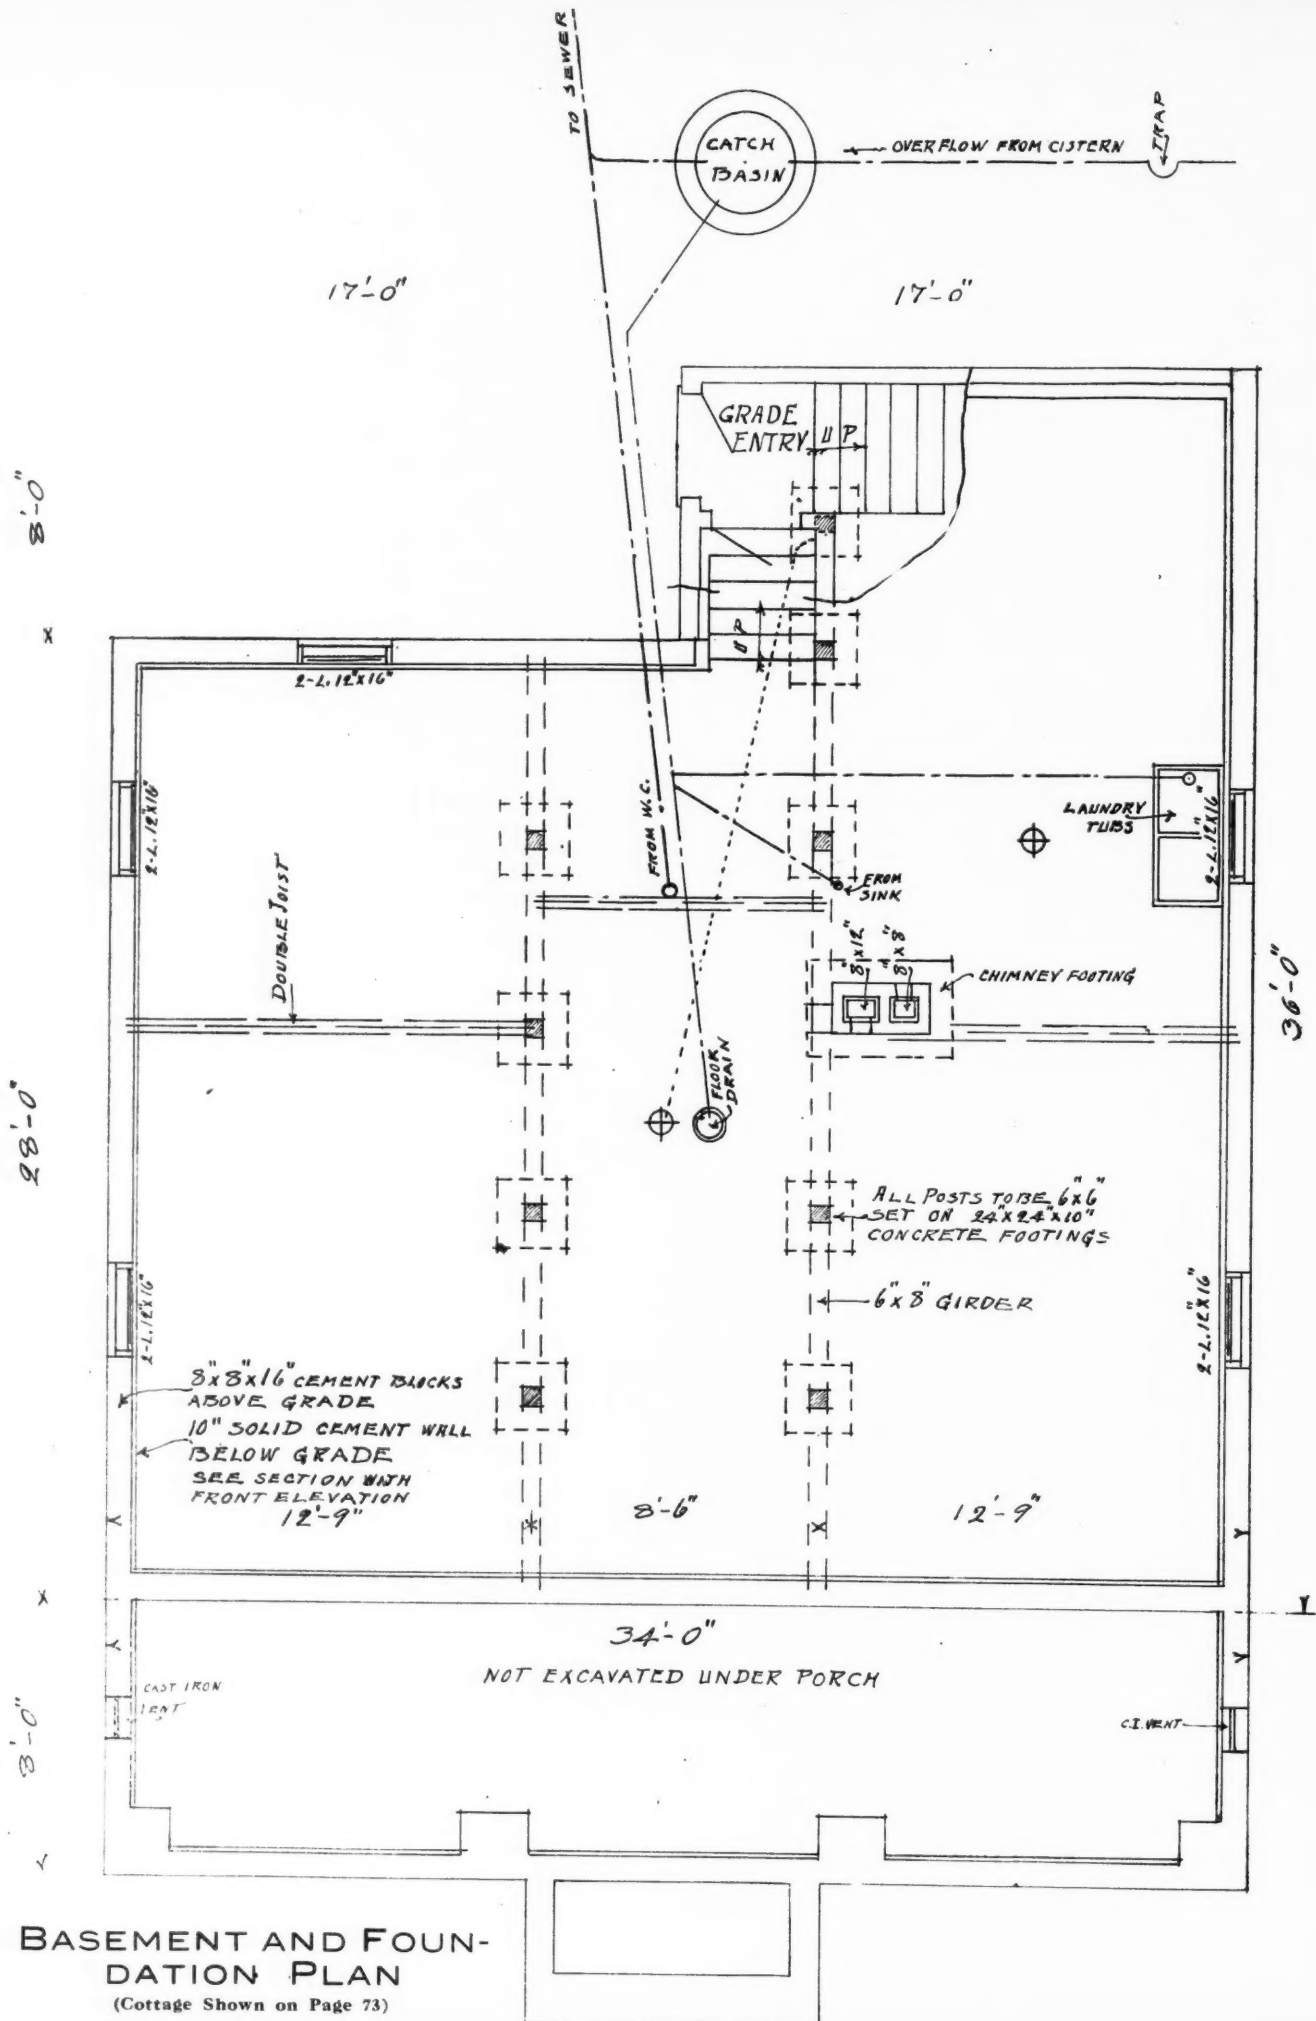 TO SEWER
CATCH
BASIN
OVERFLOW FROM CISTERN
TRAP
17'-0"
17'-0"
GRADE
ENTRY
UP
8'-0"
UP
2-L.12"X16"
2-L.12"X16"
FROM W.C.
LAUNDRY
TUBS
2-L.12"X16"
FROM
SINK
DOUBLE JOIST
8"x12"
8"x8"
CHIMNEY FOOTING
36'-0"
FLOOR
DRAIN
28'-0"
ALL POSTS TO BE 6"x6"
SET ON 24"X24"X10"
CONCRETE FOOTINGS
6"x8" GIRDER
2-L.12"X16"
2-L.12"X16"
8"x8"x16" CEMENT BLOCKS
ABOVE GRADE
10" SOLID CEMENT WALL
BELOW GRADE
SEE SECTION WITH
FRONT ELEVATION
12'-9"
8'-6"
12'-9"
34'-0"
NOT EXCAVATED UNDER PORCH
CAST IRON
VENT
C.I. VENT
8'-0"
BASEMENT AND FOUN-
DATION PLAN
(Cottage Shown on Page 73)